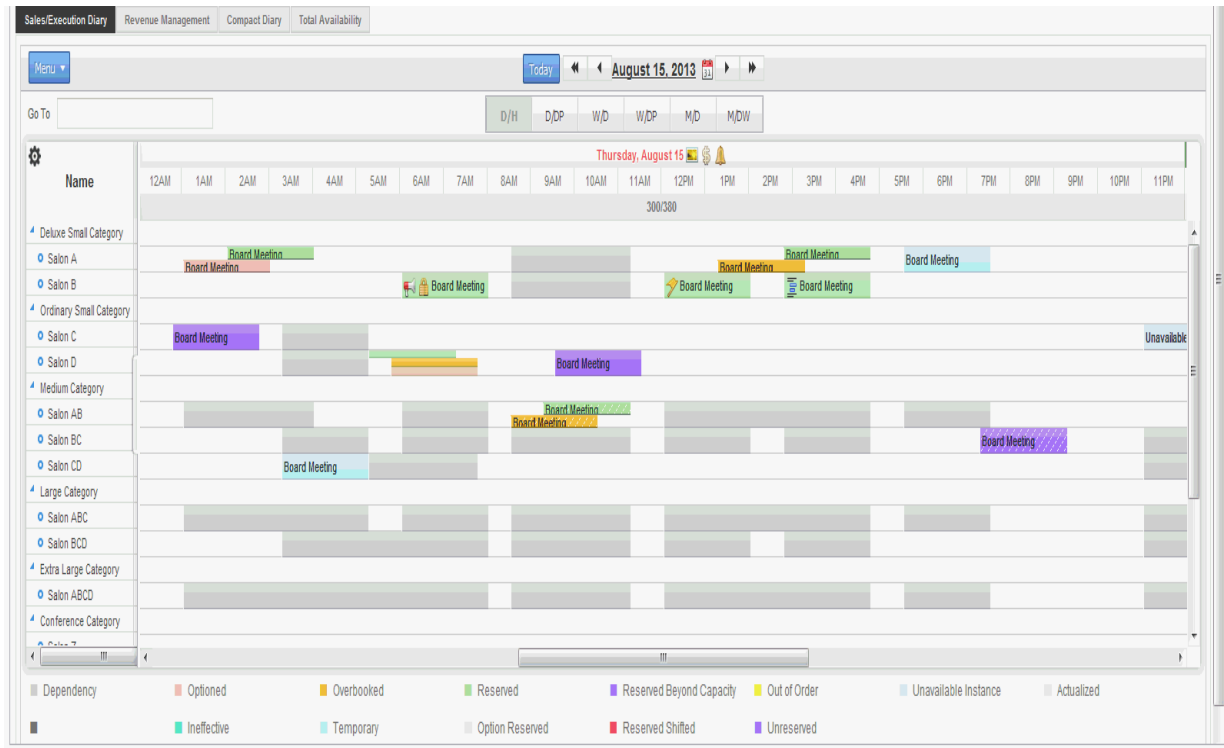 Sales/Execution Diary Revenue Management Compact Diary Total Availability
Menu Today August 15, 2013 31
Go To D/H D/DP W/D W/DP M/D M/DW
Thursday, August 15
Name 12AM 1AM 2AM 3AM 4AM 5AM 6AM 7AM 8AM 9AM 10AM 11AM 12PM 1PM 2PM 3PM 4PM 5PM 6PM 7PM 8PM 9PM 10PM 11PM
300/380
Deluxe Small Category
Salon A Board Meeting Board Meeting Board Meeting Board Meeting Board Meeting
Salon B Board Meeting Board Meeting Board Meeting
Ordinary Small Category
Salon C Board Meeting Unavailable
Salon D Board Meeting
Medium Category
Salon AB Board Meeting Board Meeting
Salon BC Board Meeting
Salon CD Board Meeting
Large Category
Salon ABC
Salon BCD
Extra Large Category
Salon ABCD
Conference Category
Dependency Optioned Overbooked Reserved Reserved Beyond Capacity Out of Order Unavailable Instance Actualized
Ineffective Temporary Option Reserved Reserved Shifted Unreserved